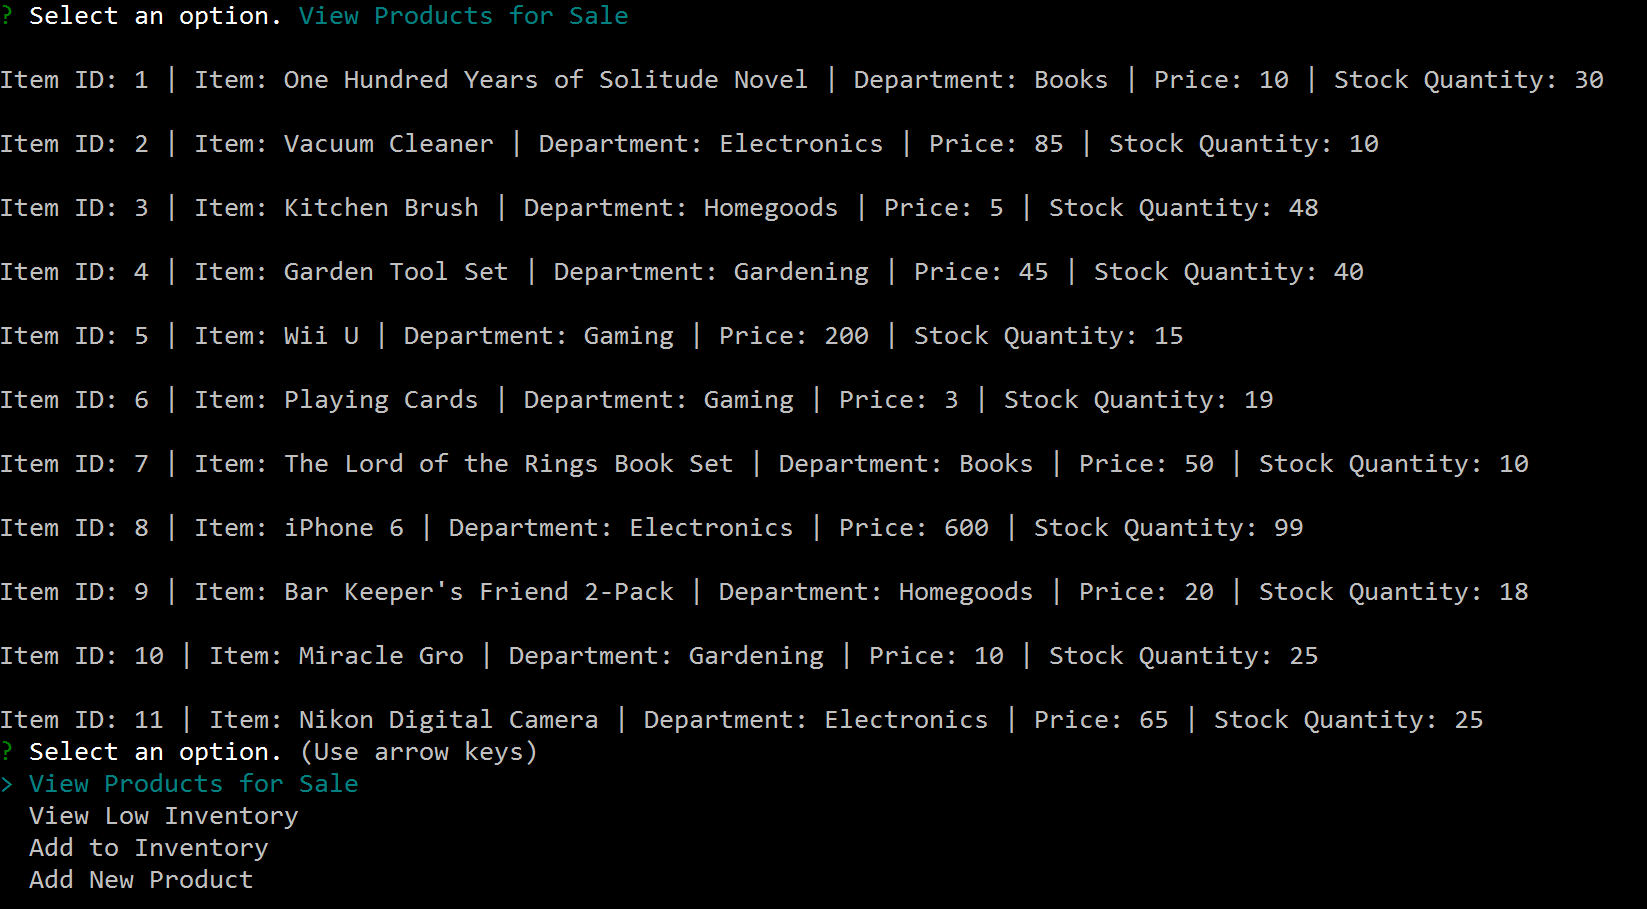 ? Select an option. View Products for Sale
Item ID: 1 | Item: One Hundred Years of Solitude Novel | Department: Books | Price: 10 | Stock Quantity: 30
Item ID: 2 | Item: Vacuum Cleaner | Department: Electronics | Price: 85 | Stock Quantity: 10
Item ID: 3 | Item: Kitchen Brush | Department: Homegoods | Price: 5 | Stock Quantity: 48
Item ID: 4 | Item: Garden Tool Set | Department: Gardening | Price: 45 | Stock Quantity: 40
Item ID: 5 | Item: Wii U | Department: Gaming | Price: 200 | Stock Quantity: 15
Item ID: 6 | Item: Playing Cards | Department: Gaming | Price: 3 | Stock Quantity: 19
Item ID: 7 | Item: The Lord of the Rings Book Set | Department: Books | Price: 50 | Stock Quantity: 10
Item ID: 8 | Item: iPhone 6 | Department: Electronics | Price: 600 | Stock Quantity: 99
Item ID: 9 | Item: Bar Keeper's Friend 2-Pack | Department: Homegoods | Price: 20 | Stock Quantity: 18
Item ID: 10 | Item: Miracle Gro | Department: Gardening | Price: 10 | Stock Quantity: 25
Item ID: 11 | Item: Nikon Digital Camera | Department: Electronics | Price: 65 | Stock Quantity: 25
? Select an option. (Use arrow keys)
> View Products for Sale
View Low Inventory
Add to Inventory
Add New Product